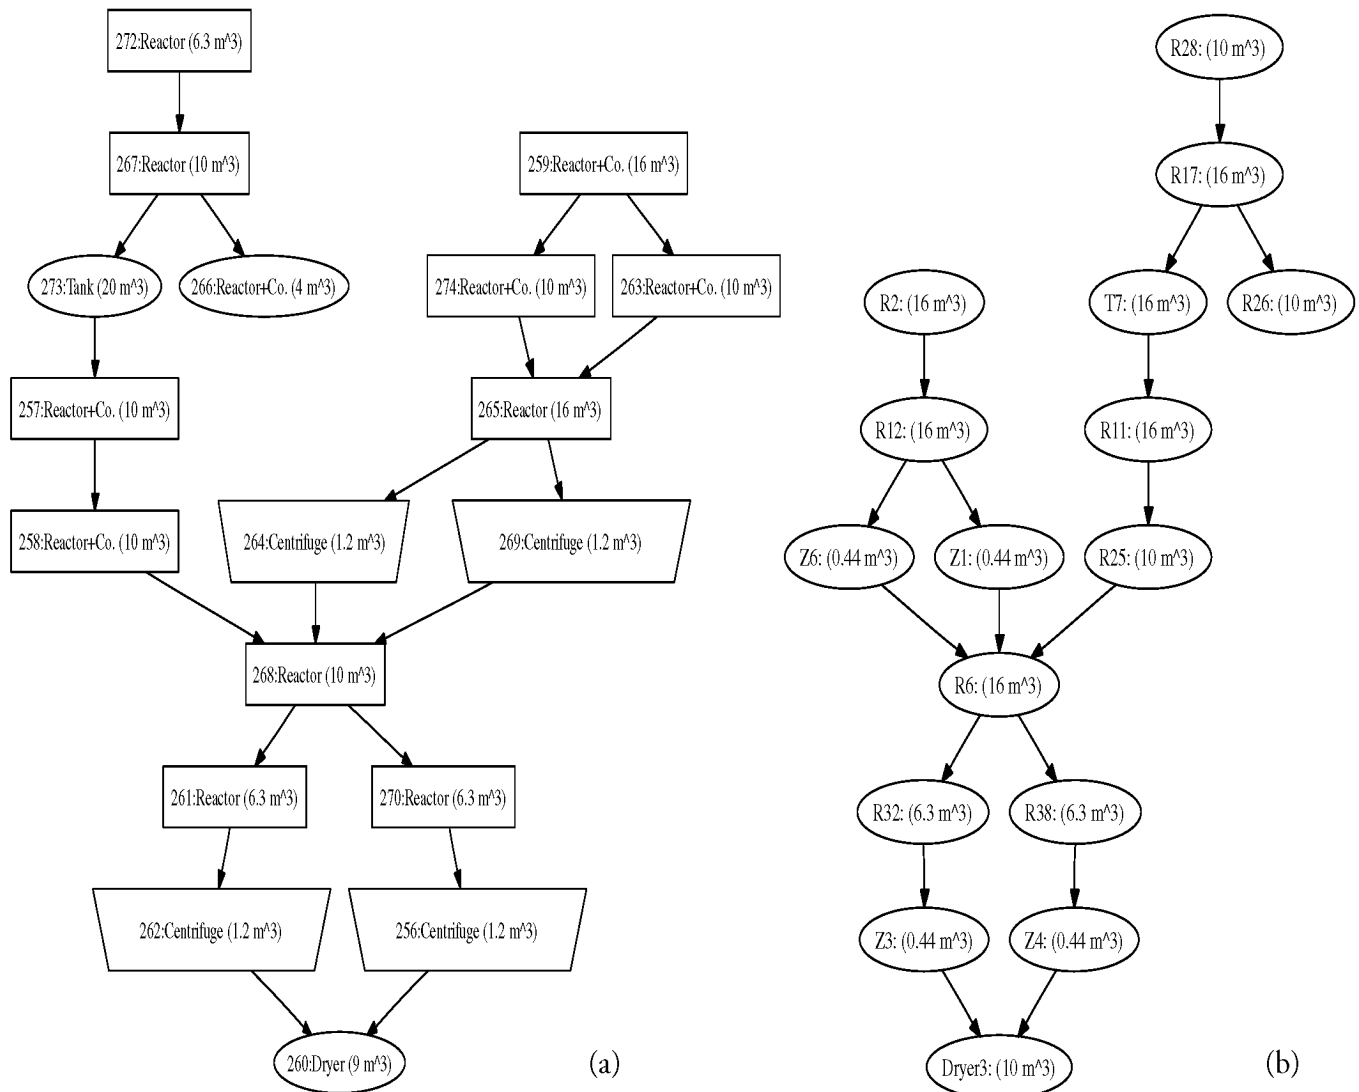 272:Reactor (6.3 m^3)
R28: (10 m^3)
267:Reactor (10 m^3)
259:Reactor+Co. (16 m^3)
R17: (16 m^3)
273:Tank (20 m^3)
266:Reactor+Co. (4 m^3)
274:Reactor+Co. (10 m^3)
263:Reactor+Co. (10 m^3)
R2: (16 m^3)
T7: (16 m^3)
R26: (10 m^3)
257:Reactor+Co. (10 m^3)
265:Reactor (16 m^3)
R12: (16 m^3)
R11: (16 m^3)
258:Reactor+Co. (10 m^3)
264:Centrifuge (1.2 m^3)
269:Centrifuge (1.2 m^3)
Z6: (0.44 m^3)
Z1: (0.44 m^3)
R25: (10 m^3)
268:Reactor (10 m^3)
R6: (16 m^3)
261:Reactor (6.3 m^3)
270:Reactor (6.3 m^3)
R32: (6.3 m^3)
R38: (6.3 m^3)
262:Centrifuge (1.2 m^3)
256:Centrifuge (1.2 m^3)
Z3: (0.44 m^3)
Z4: (0.44 m^3)
260:Dryer (9 m^3)
(a)
Dryer3: (10 m^3)
(b)